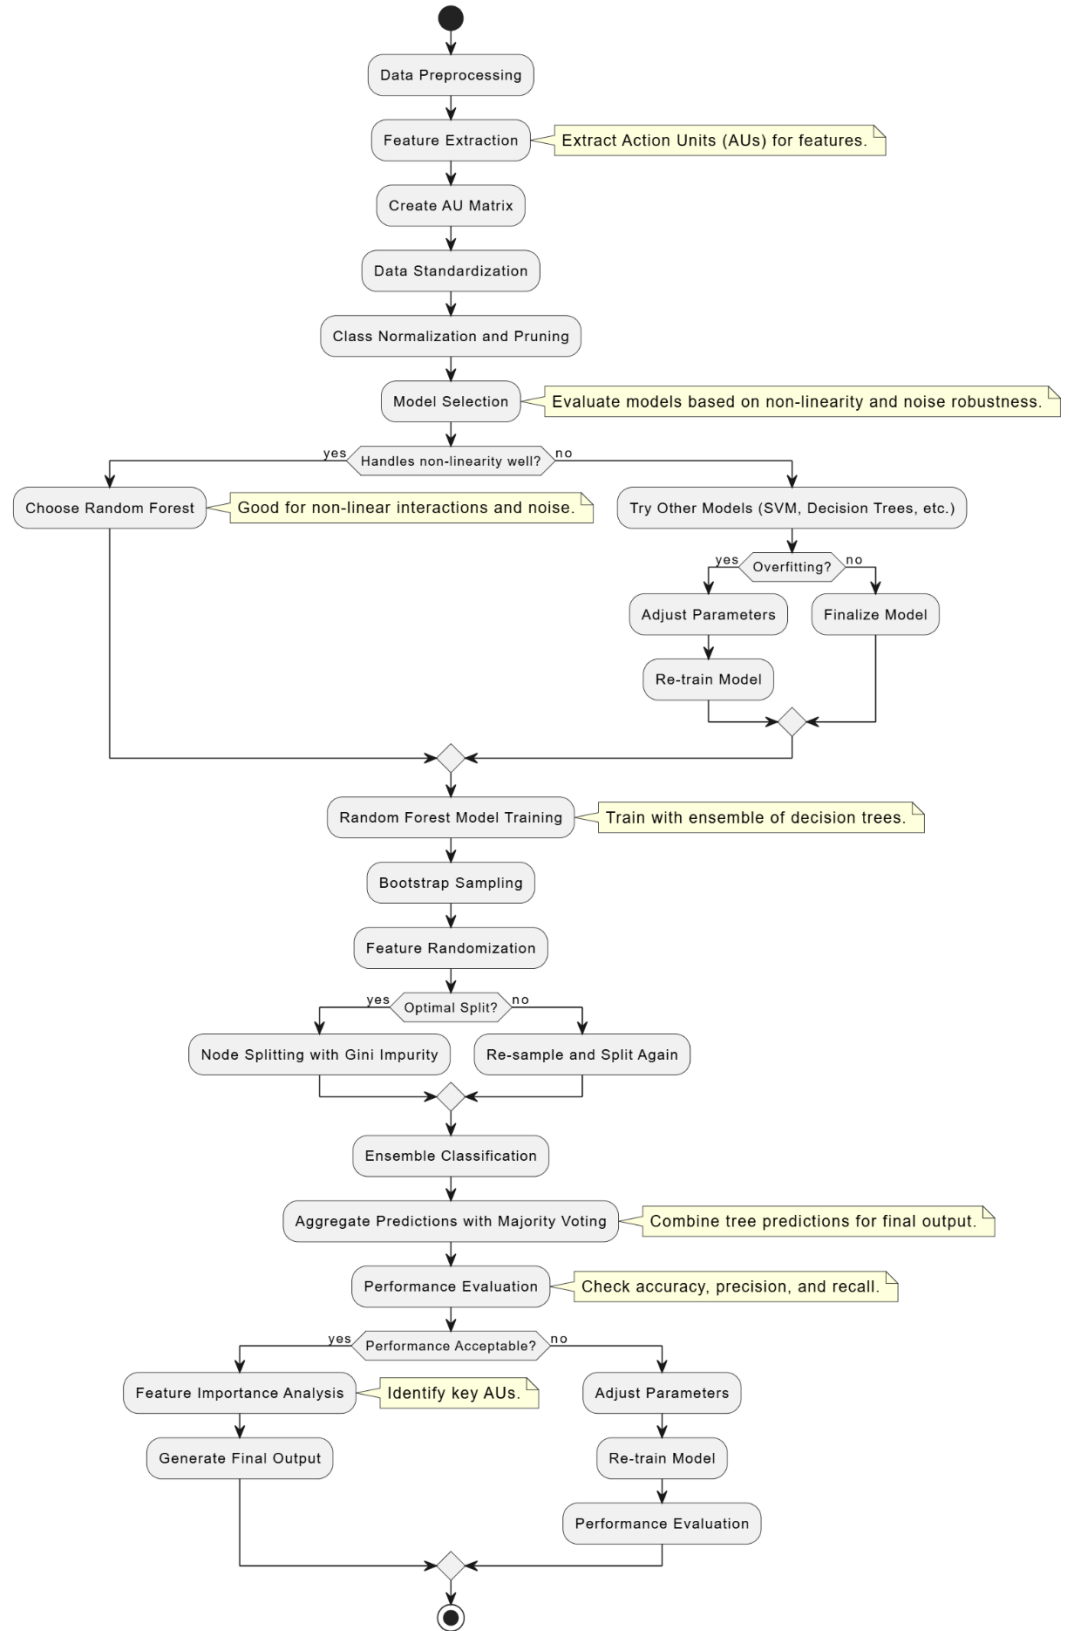 Data Preprocessing
Feature Extraction
Extract Action Units (AUs) for features.
Create AU Matrix
Data Standardization
Class Normalization and Pruning
Model Selection
Evaluate models based on non-linearity and noise robustness.
yes
Handles non-linearity well?
no
Choose Random Forest
Good for non-linear interactions and noise.
Try Other Models (SVM, Decision Trees, etc.)
yes
Overfitting?
no
Adjust Parameters
Finalize Model
Re-train Model
Random Forest Model Training
Train with ensemble of decision trees.
Bootstrap Sampling
Feature Randomization
yes
Optimal Split?
no
Node Splitting with Gini Impurity
Re-sample and Split Again
Ensemble Classification
Aggregate Predictions with Majority Voting
Combine tree predictions for final output.
Performance Evaluation
Check accuracy, precision, and recall.
yes
Performance Acceptable?
no
Feature Importance Analysis
Identify key AUs.
Adjust Parameters
Generate Final Output
Re-train Model
Performance Evaluation